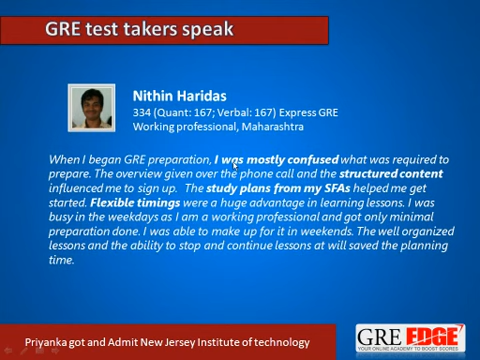 GRE test takers speak
Nithin Haridas
334 (Quant: 167; Verbal: 167) Express GRE
Working professional, Maharashtra
When I began GRE preparation, I was mostly confused what was required to
prepare. The overview given over the phone call and the structured content
influenced me to sign up. The study plans from my SFAs helped me get
started. Flexible timings were a huge advantage in learning lessons. I was
busy in the weekdays as I am a working professional and got only minimal
preparation done. I was able to make up for it in weekends. The well organized
lessons and the ability to stop and continue lessons at will saved the planning
time.
Priyanka got and Admit New Jersey Institute of technology
GRE EDGE
YOUR ONLINE ACADEMY TO BOOST SCORES